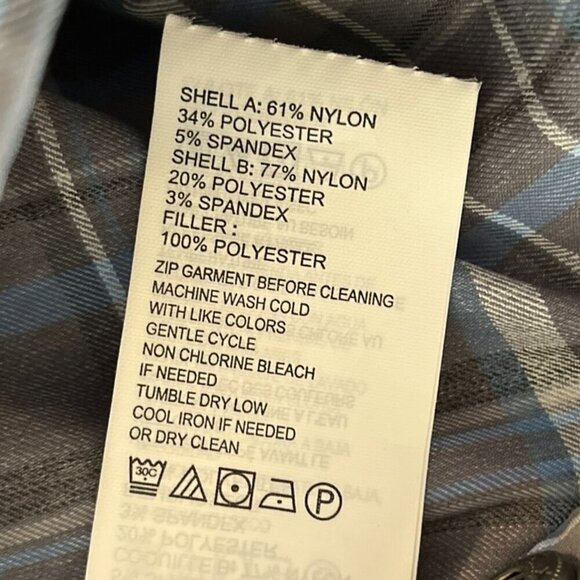 SHELL A: 61% NYLON
34% POLYESTER
5% SPANDEX
SHELL B: 77% NYLON
20% POLYESTER
3% SPANDEX
FILLER :
100% POLYESTER
ZIP GARMENT BEFORE CLEANING
MACHINE WASH COLD
WITH LIKE COLORS
GENTLE CYCLE
NON CHLORINE BLEACH
IF NEEDED
TUMBLE DRY LOW
COOL IRON IF NEEDED
OR DRY CLEAN
30C P